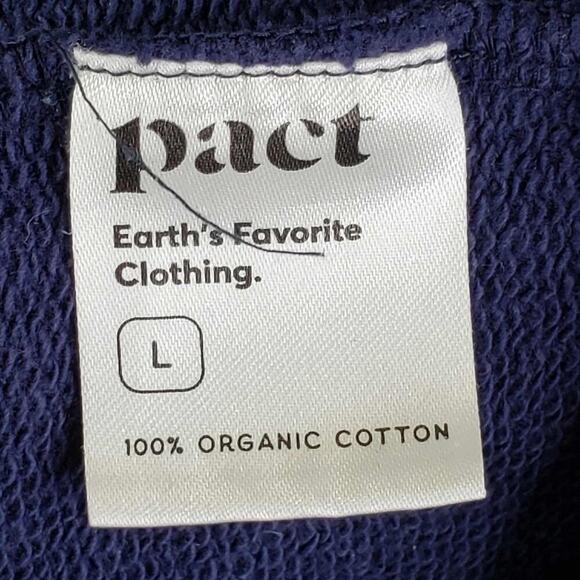 pact
Earth's Favorite
Clothing.
L
100% ORGANIC COTTON